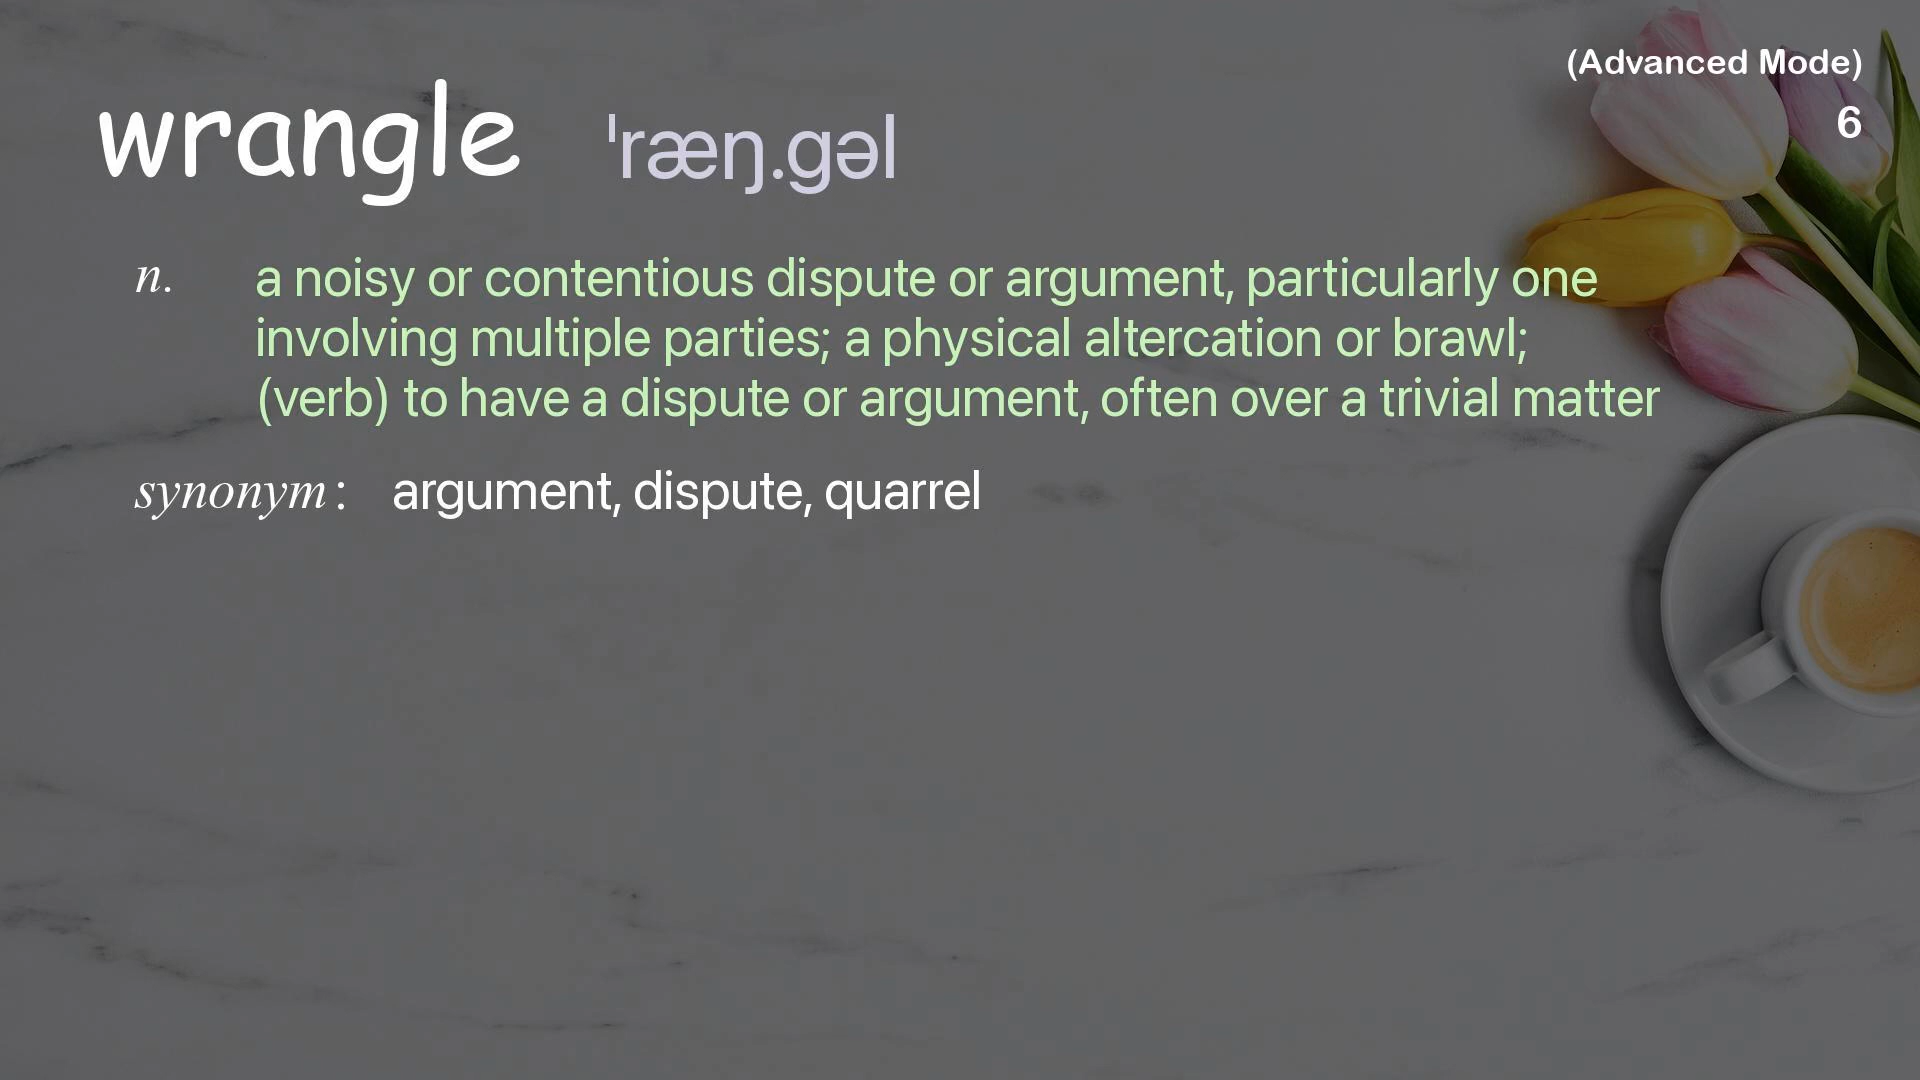 (Advanced Mode)
6
wrangle ˈræŋ.gəl
n. a noisy or contentious dispute or argument, particularly one
involving multiple parties; a physical altercation or brawl;
(verb) to have a dispute or argument, often over a trivial matter
synonym: argument, dispute, quarrel